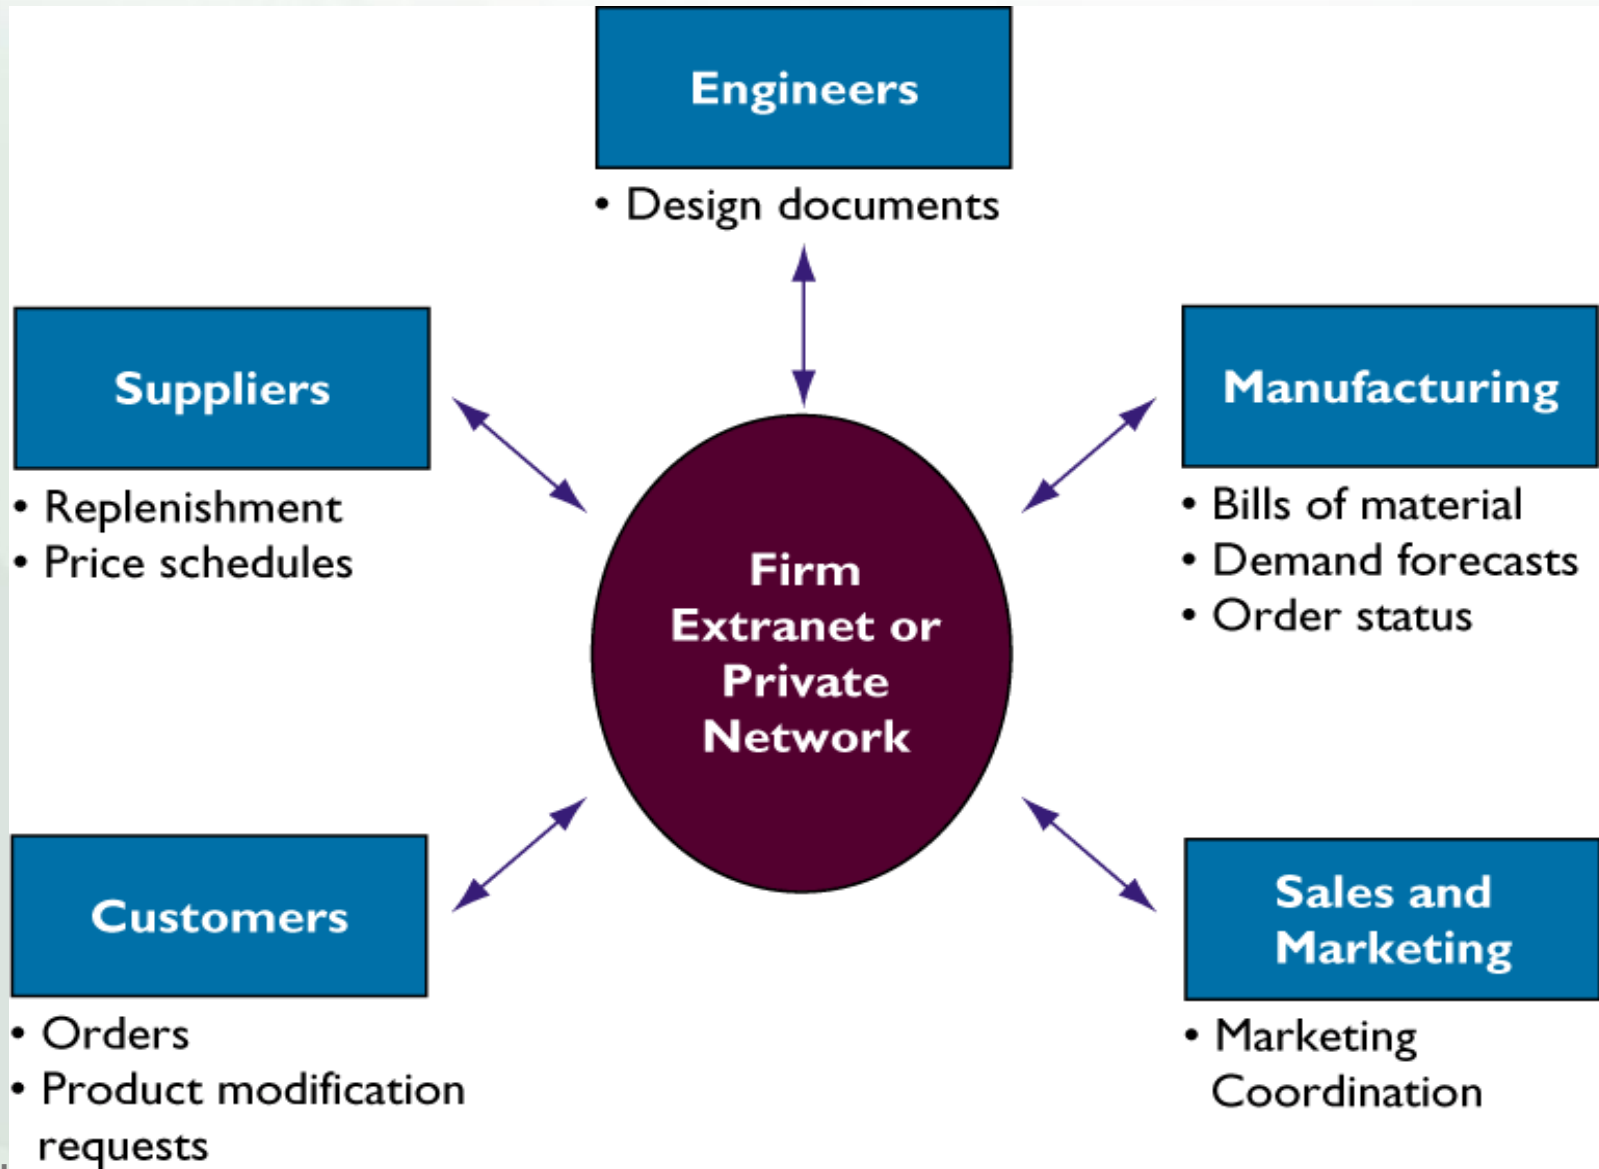 Engineers
• Design documents
Suppliers
• Replenishment
• Price schedules
Manufacturing
• Bills of material
• Demand forecasts
• Order status
Firm
Extranet or
Private
Network
Customers
• Orders
• Product modification
requests
Sales and
Marketing
• Marketing
Coordination